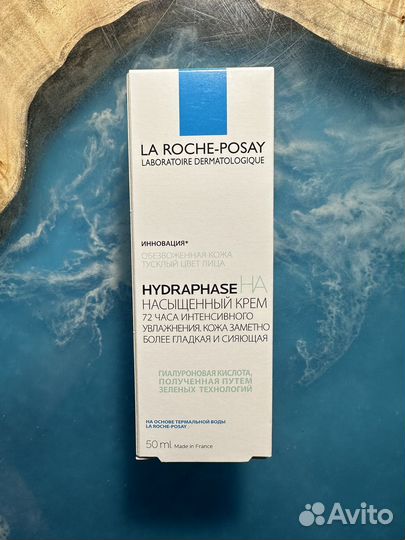 LA ROCHE-POSAY
LABORATOIRE DERMATOLOGIQUE
ИННОВАЦИЯ*
ОБЕЗВОЖЕННАЯ КОЖА
ТУСКЛЫЙ ЦВЕТ ЛИЦА
HYDRAPHASE HA
НАСЫЩЕННЫЙ КРЕМ
72 ЧАСА ИНТЕНСИВНОГО
УВЛАЖНЕНИЯ. КОЖА ЗАМЕТНО
БОЛЕЕ ГЛАДКАЯ И СИЯЮЩАЯ
ГИАЛУРОНОВАЯ КИСЛОТА,
ПОЛУЧЕННАЯ ПУТЕМ
ЗЕЛЕНЫХ ТЕХНОЛОГИЙ
НА ОСНОВЕ ТЕРМАЛЬНОЙ ВОДЫ
LA ROCHE-POSAY
50 ml Made in France
Avito